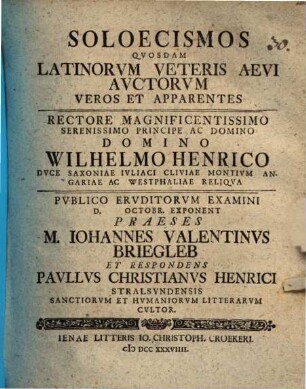 SOLOECISMOS
QVOSDAM
LATINORVM VETERIS AEVI
AVCTORVM
VEROS ET APPARENTES
RECTORE MAGNIFICENTISSIMO
SERENISSIMO PRINCIPE AC DOMINO
DOMINO
WILHELMO HENRICO
DVCE SAXONIAE IVLIACI CLIVIAE MONTIVM AN-
GARIAE AC WESTPHALIAE RELIQVA
PVBLICO ERVDITORVM EXAMINI
D. OCTOBR. EXPONENT
PRAESES
M. IOHANNES VALENTINVS
BRIEGLEB
ET RESPONDENS
PAVLLVS CHRISTIANVS HENRICI
STRALSVNDENSIS
SANCTIORVM ET HVMANIORVM LITTERARVM
CVLTOR.
IENAE LITTERIS IO. CHRISTOPH. CROEKERI.
CIↃ DCC XXXVIII.